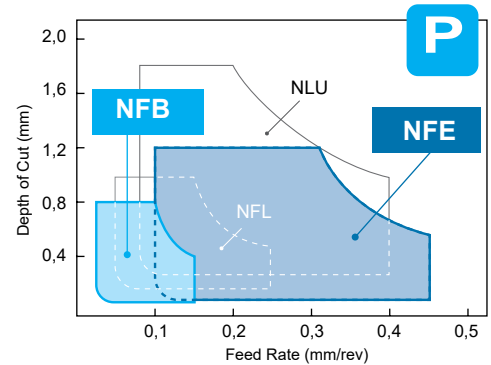 P
2,0
1,6
1,2
0,8
0,4
Depth of Cut (mm)
NLU
NFB
NFE
NFL
0,1 0,2 0,3 0,4 0,5
Feed Rate (mm/rev)